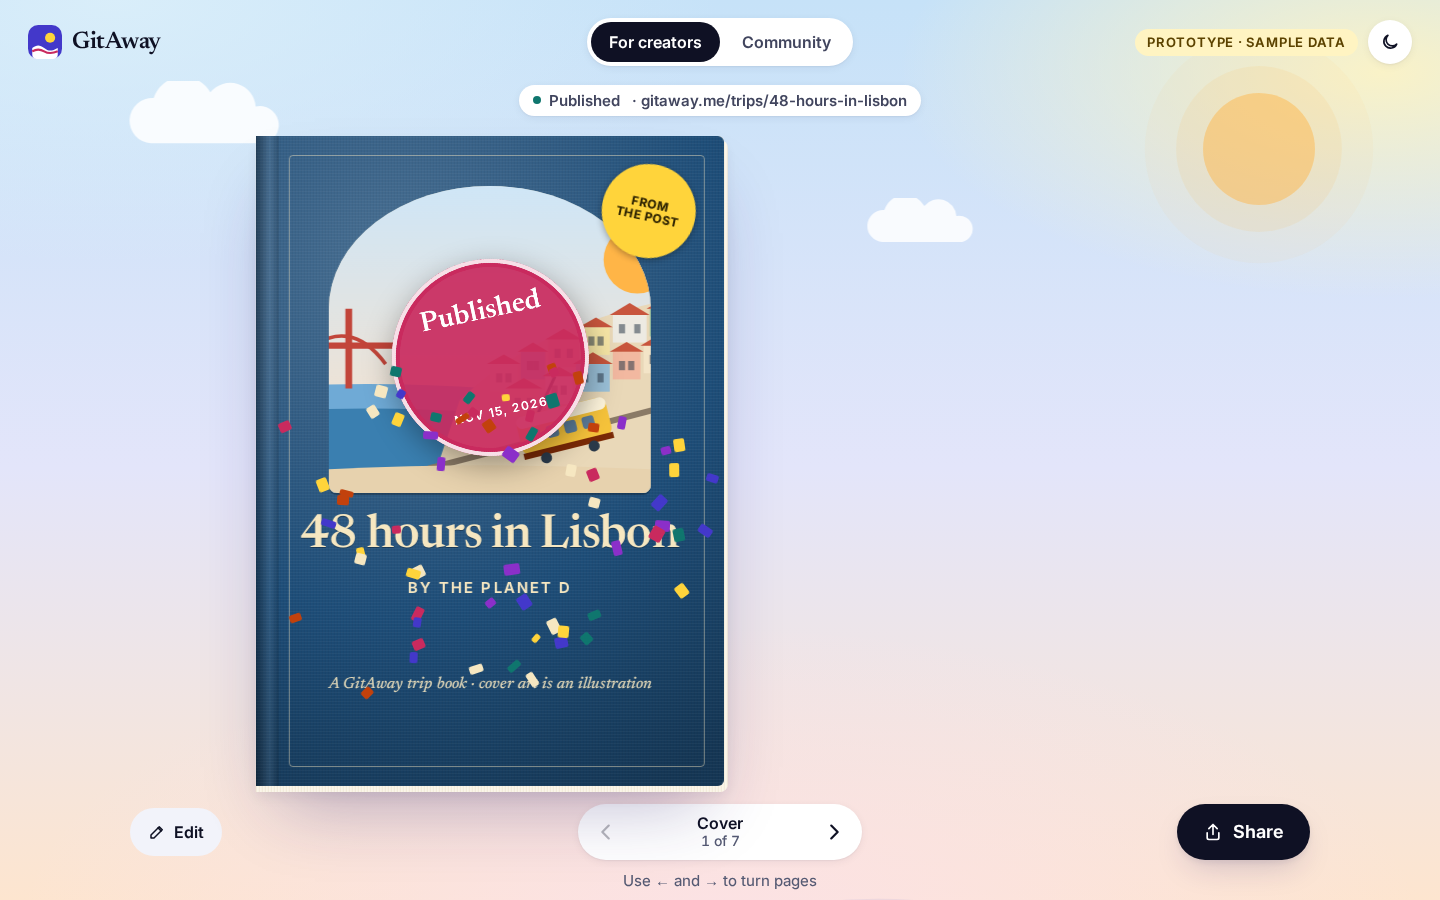 GitAway
For creators
Community
PROTOTYPE · SAMPLE DATA
Published · gitaway.me/trips/48-hours-in-lisbon
FROM
THE POST
Published
NOV 15, 2026
48 hours in Lisbon
BY THE PLANET D
A GitAway trip book · cover art is an illustration
Edit
Cover
1 of 7
Share
Use ← and → to turn pages